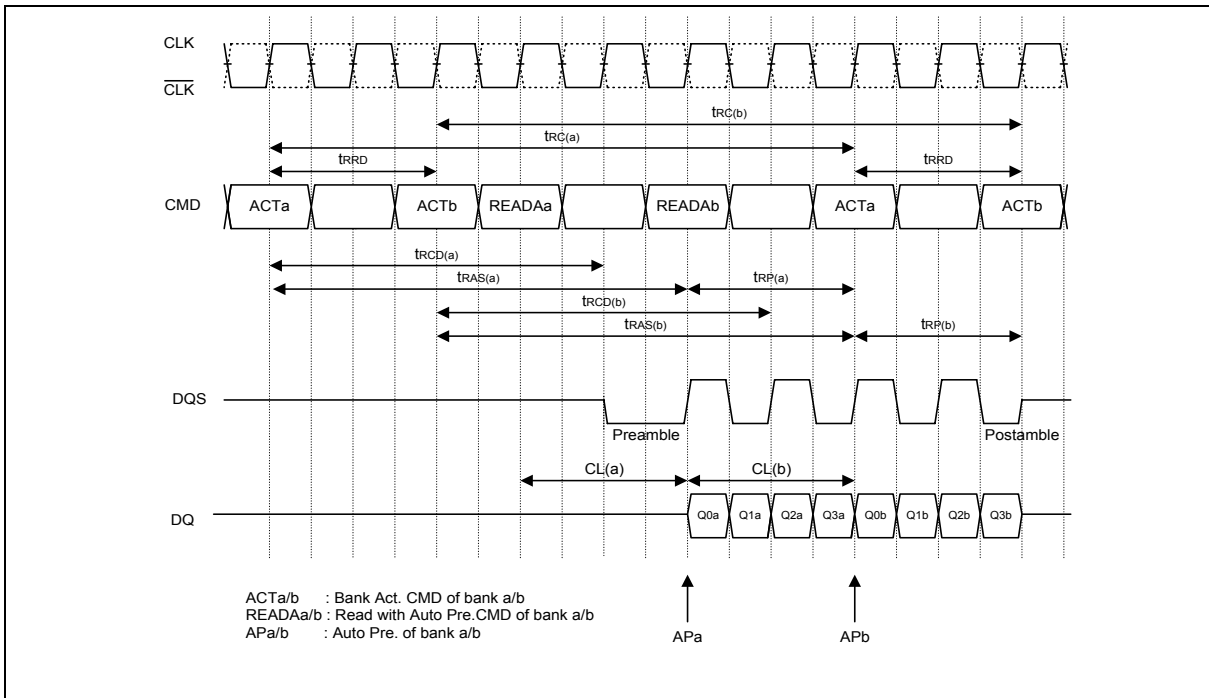 CLK
CLK
tRC(b)
tRC(a)
tRRD
tRRD
CMD
ACTa
ACTb
READAa
READAb
ACTa
ACTb
tRCD(a)
tRAS(a)
tRP(a)
tRCD(b)
tRAS(b)
tRP(b)
DQS
Preamble
Postamble
CL(a)
CL(b)
DQ
Q0a
Q1a
Q2a
Q3a
Q0b
Q1b
Q2b
Q3b
ACTa/b : Bank Act. CMD of bank a/b
READAa/b : Read with Auto Pre.CMD of bank a/b
APa/b : Auto Pre. of bank a/b
APa
APb